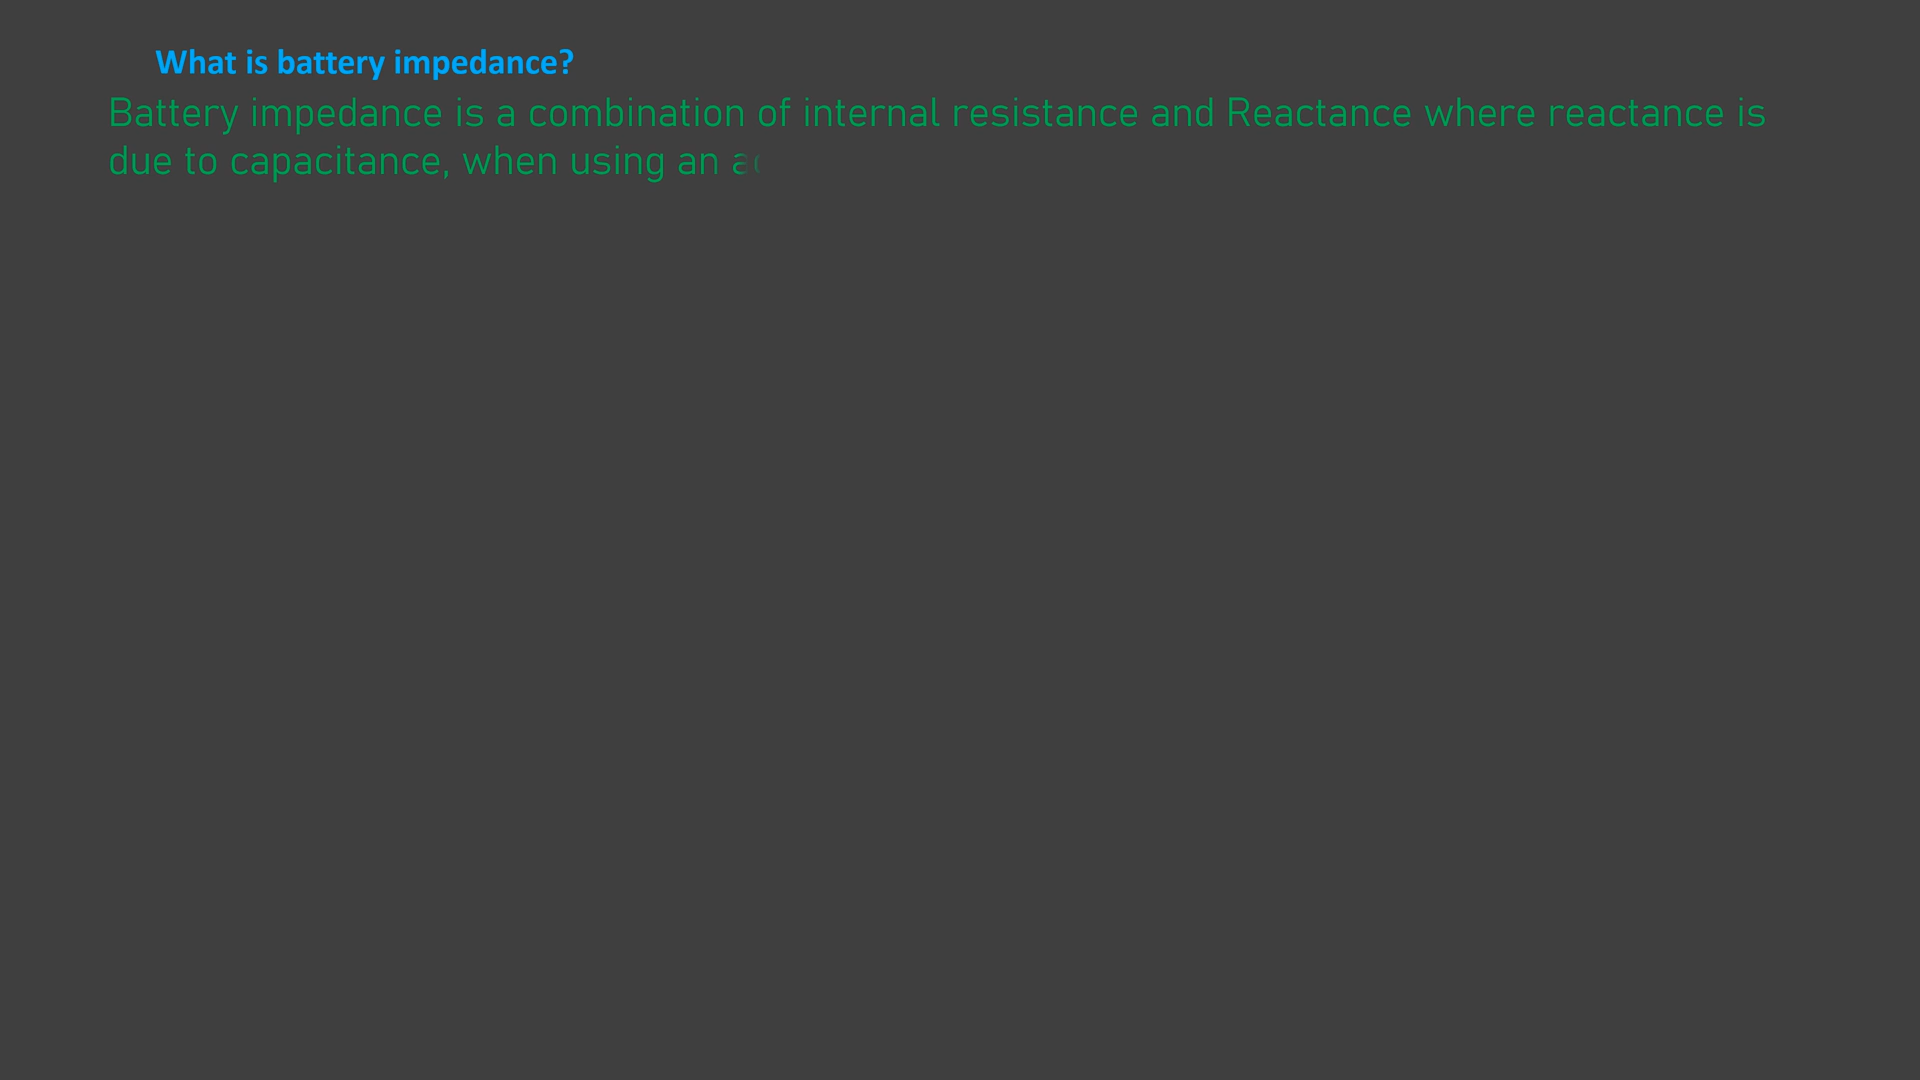 What is battery impedance?
Battery impedance is a combination of internal resistance and Reactance where reactance is
due to capacitance, when using an